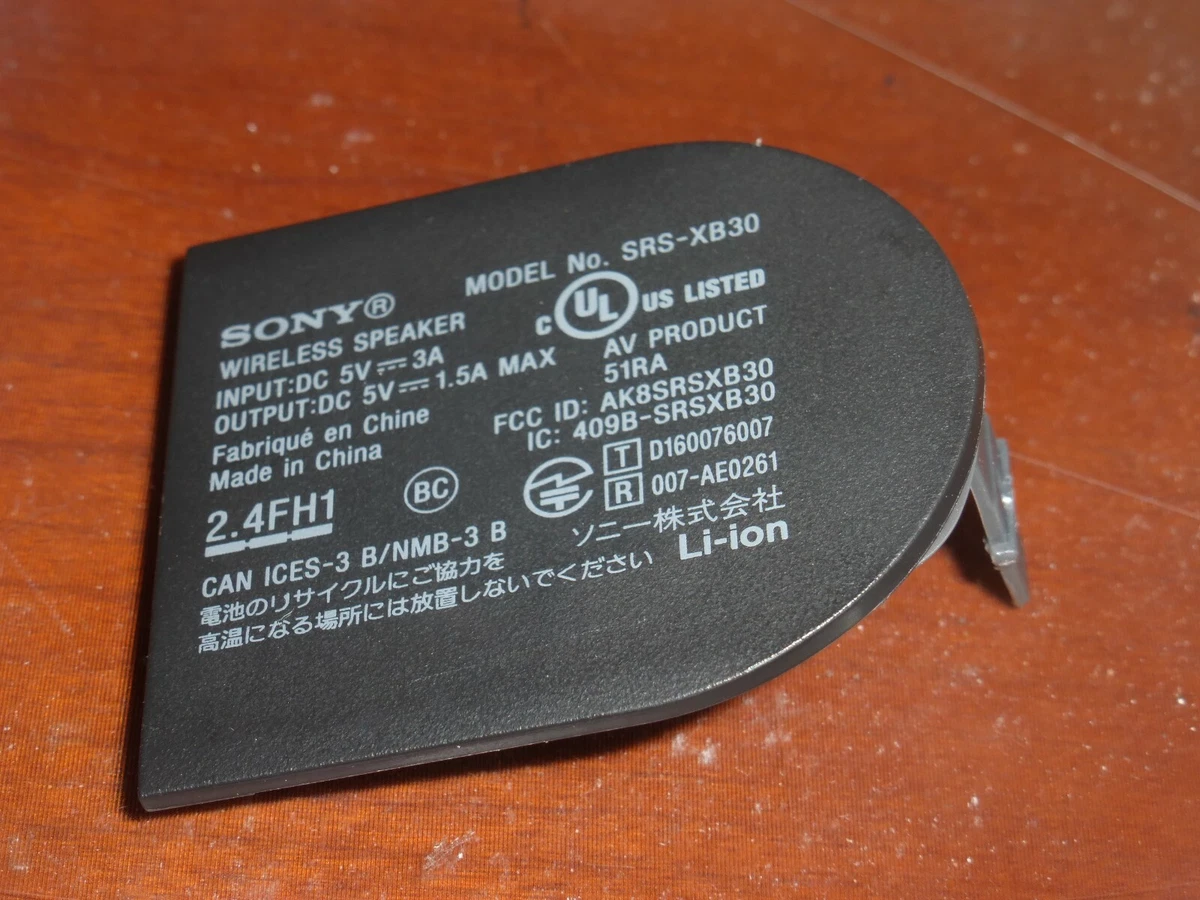 SONY® MODEL No. SRS-XB30
WIRELESS SPEAKER
INPUT:DC 5V⎓3A
OUTPUT:DC 5V⎓1.5A MAX
Fabriqué en Chine
Made in China
C UL US LISTED
AV PRODUCT
51RA
FCC ID: AK8SRSXB30
IC: 409B-SRSXB30
T D160076007
R 007-AE0261
BC
2.4FH1
CAN ICES-3 B/NMB-3 B
ソニー株式会社
電池のリサイクルにご協力を
高温になる場所には放置しないでください
Li-ion